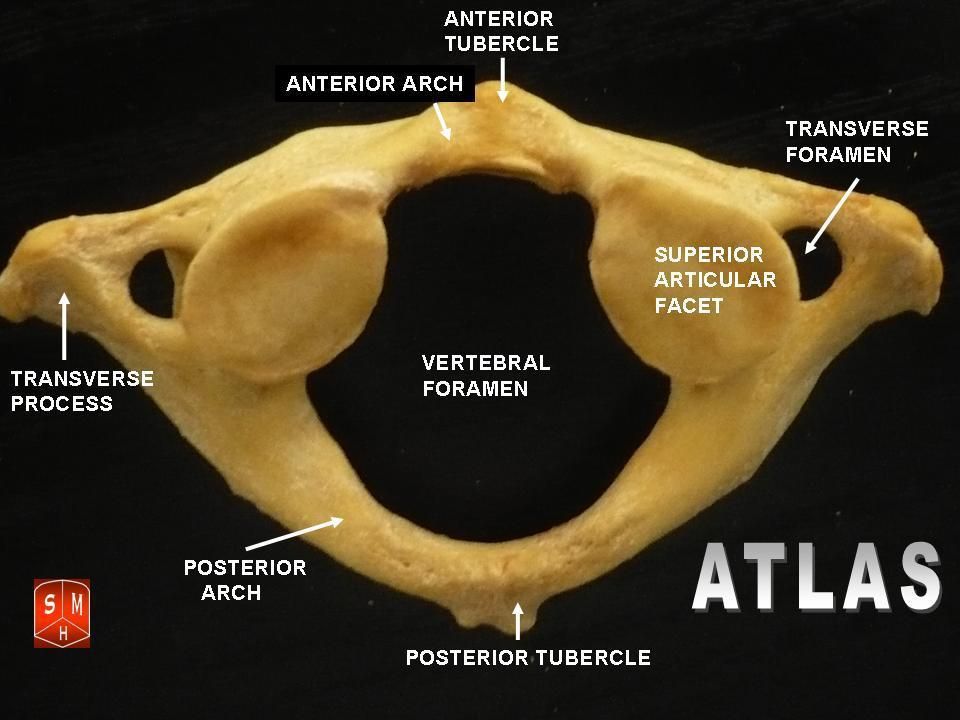 ANTERIOR
TUBERCLE
ANTERIOR ARCH
TRANSVERSE
FORAMEN
SUPERIOR
ARTICULAR
FACET
VERTEBRAL
FORAMEN
TRANSVERSE
PROCESS
POSTERIOR
ARCH
ATLAS
S M
H
POSTERIOR TUBERCLE